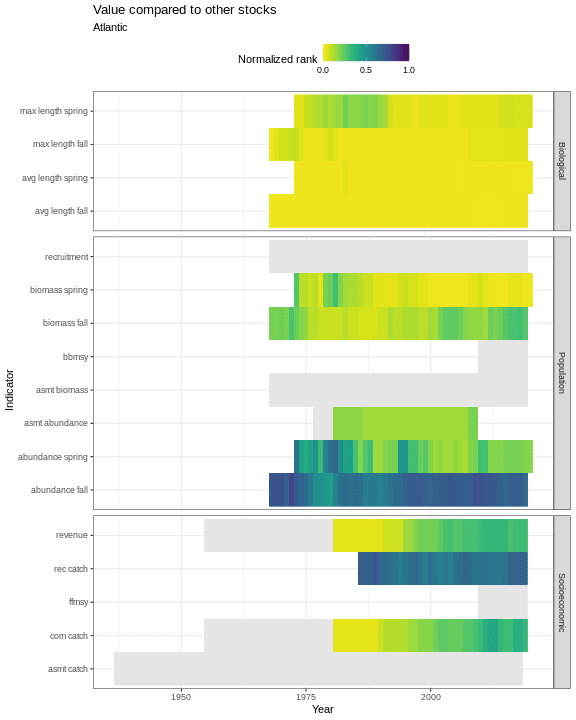 Value compared to other stocks
Atlantic
Normalized rank
0.0 0.5 1.0
max length spring
max length fall
avg length spring
avg length fall
Biological
recruitment
biomass spring
biomass fall
bbmsy
asmt biomass
asmt abundance
abundance spring
abundance fall
Population
revenue
rec catch
ffmsy
com catch
asmt catch
Socioeconomic
Indicator
1950 1975 2000
Year